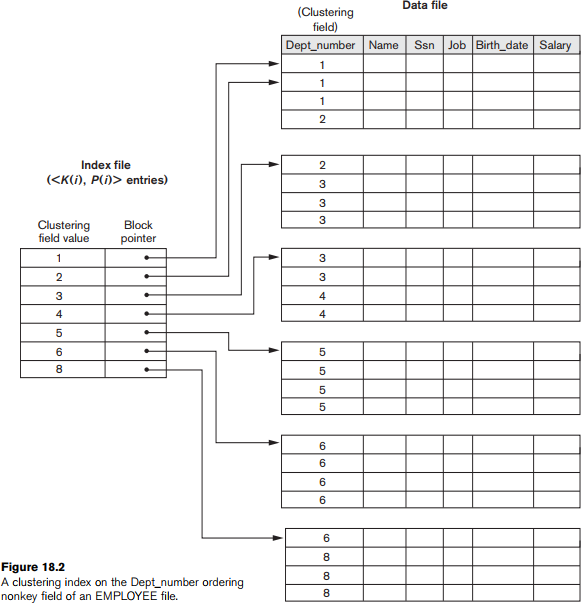 Data file
(Clustering
field)
Dept_number Name Ssn Job Birth_date Salary
1
1
1
2
2
3
3
3
3
3
4
4
5
5
5
5
6
6
6
6
6
8
8
8
Index file
(<K(i), P(i)> entries)
Clustering Block
field value pointer
1
2
3
4
5
6
8
Figure 18.2
A clustering index on the Dept_number ordering
nonkey field of an EMPLOYEE file.